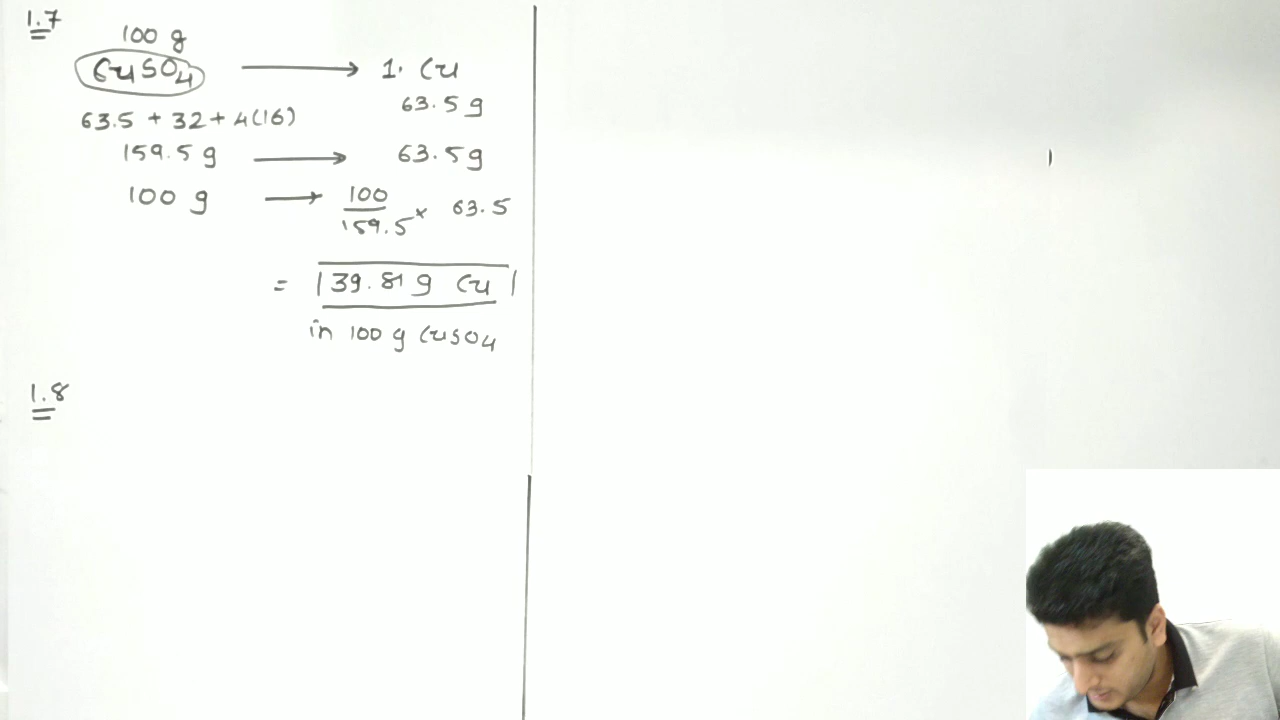 1.7
100 g
CuSO4 ⟶ 1. Cu
63.5 g
63.5 + 32 + 4(16)
159.5 g ⟶ 63.5 g
100 g ⟶ 100/159.5 × 63.5
= 39.81 g Cu
in 100 g CuSO4
1.8